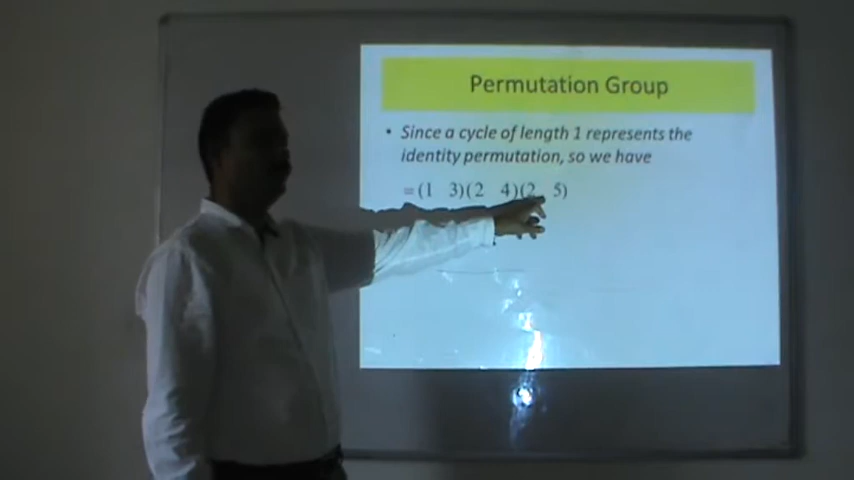 Permutation Group
• Since a cycle of length 1 represents the
identity permutation, so we have
= (1 3)(2 4)(2 5)